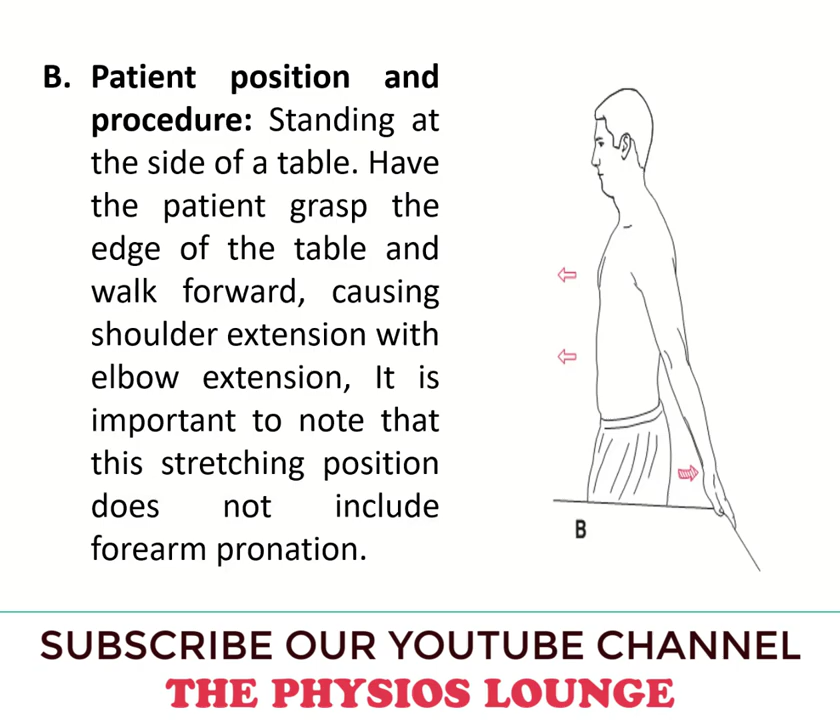 B. Patient position and
procedure: Standing at
the side of a table. Have
the patient grasp the
edge of the table and
walk forward, causing
shoulder extension with
elbow extension, It is
important to note that
this stretching position
does not include
forearm pronation.
B
SUBSCRIBE OUR YOUTUBE CHANNEL
THE PHYSIOS LOUNGE